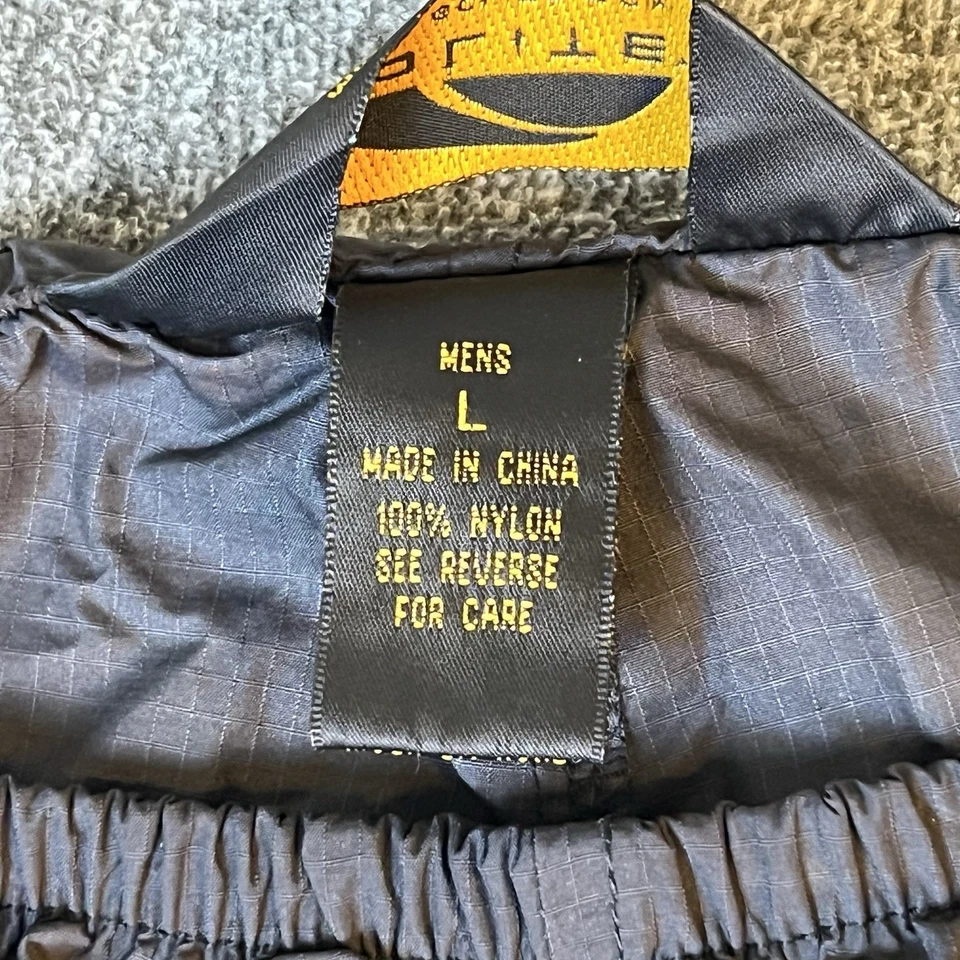 MENS
L
MADE IN CHINA
100% NYLON
SEE REVERSE
FOR CARE